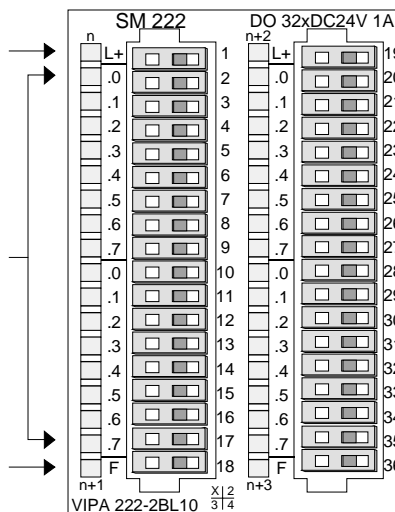 SM 222 DO 32xDC24V 1A
n n+2
L+ 1 L+ 19
.0 2 .0 20
.1 3 .1 21
.2 4 .2 22
.3 5 .3 23
.4 6 .4 24
.5 7 .5 25
.6 8 .6 26
.7 9 .7 27
.0 10 .0 28
.1 11 .1 29
.2 12 .2 30
.3 13 .3 31
.4 14 .4 32
.5 15 .5 33
.6 16 .6 34
.7 17 .7 35
F 18 F 36
n+1 n+3
VIPA 222-2BL10 X 2
3 4